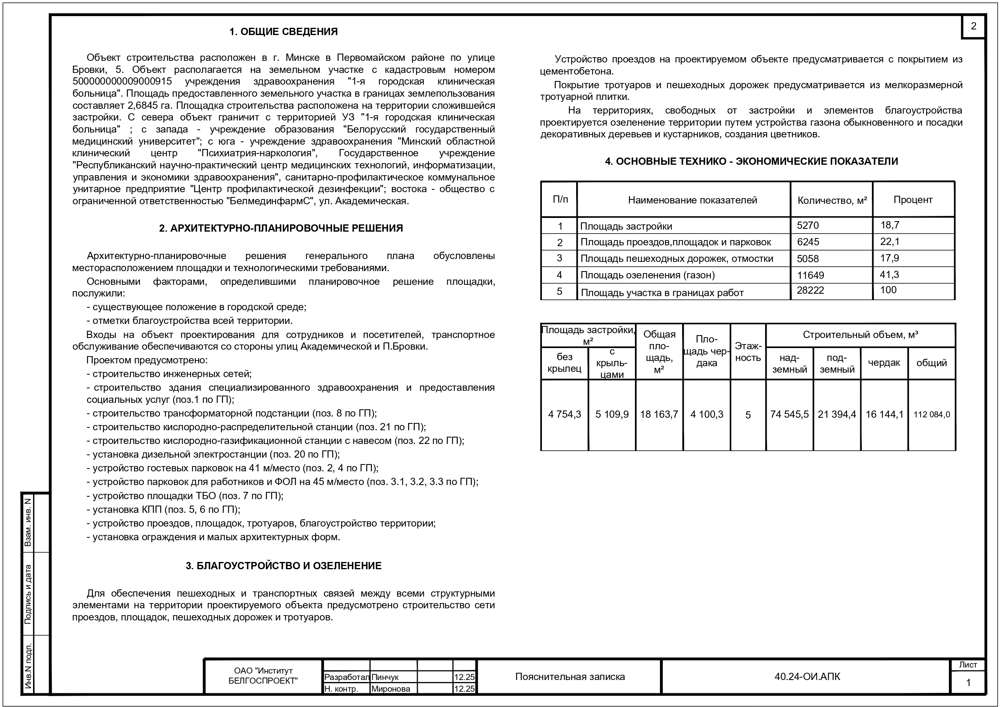 2
1. ОБЩИЕ СВЕДЕНИЯ
Объект строительства расположен в г. Минске в Первомайском районе по улице
Бровки, 5. Объект располагается на земельном участке с кадастровым номером
500000000009000915 учреждения здравоохранения "1-я городская клиническая
больница". Площадь предоставленного земельного участка в границах землепользования
составляет 2,6845 га. Площадка строительства расположена на территории сложившейся
застройки. С севера объект граничит с территорией УЗ "1-я городская клиническая
больница" ; с запада - учреждение образования "Белорусский государственный
медицинский университет"; с юга - учреждение здравоохранения "Минский областной
клинический центр "Психиатрия-наркология", Государственное учреждение
"Республиканский научно-практический центр медицинских технологий, информатизации,
управления и экономики здравоохранения", санитарно-профилактическое коммунальное
унитарное предприятие "Центр профилактической дезинфекции"; востока - общество с
ограниченной ответственностью "БелмединфармС", ул. Академическая.
2. АРХИТЕКТУРНО-ПЛАНИРОВОЧНЫЕ РЕШЕНИЯ
Архитектурно-планировочные решения генерального плана обусловлены
месторасположением площадки и технологическими требованиями.
Основными факторами, определившими планировочное решение площадки,
послужили:
- существующее положение в городской среде;
- отметки благоустройства всей территории.
Входы на объект проектирования для сотрудников и посетителей, транспортное
обслуживание обеспечиваются со стороны улиц Академической и П.Бровки.
Проектом предусмотрено:
- строительство инженерных сетей;
- строительство здания специализированного здравоохранения и предоставления
социальных услуг (поз.1 по ГП);
- строительство трансформаторной подстанции (поз. 8 по ГП);
- строительство кислородно-распределительной станции (поз. 21 по ГП);
- строительство кислородно-газификационной станции с навесом (поз. 22 по ГП);
- установка дизельной электростанции (поз. 20 по ГП);
- устройство гостевых парковок на 41 м/место (поз. 2, 4 по ГП);
- устройство парковок для работников и ФОЛ на 45 м/место (поз. 3.1, 3.2, 3.3 по ГП);
- устройство площадки ТБО (поз. 7 по ГП);
- установка КПП (поз. 5, 6 по ГП);
- устройство проездов, площадок, тротуаров, благоустройство территории;
- установка ограждения и малых архитектурных форм.
3. БЛАГОУСТРОЙСТВО И ОЗЕЛЕНЕНИЕ
Для обеспечения пешеходных и транспортных связей между всеми структурными
элементами на территории проектируемого объекта предусмотрено строительство сети
проездов, площадок, пешеходных дорожек и тротуаров.
Устройство проездов на проектируемом объекте предусматривается с покрытием из
цементобетона.
Покрытие тротуаров и пешеходных дорожек предусматривается из мелкоразмерной
тротуарной плитки.
На территориях, свободных от застройки и элементов благоустройства
проектируется озеленение территории путем устройства газона обыкновенного и посадки
декоративных деревьев и кустарников, создания цветников.
4. ОСНОВНЫЕ ТЕХНИКО - ЭКОНОМИЧЕСКИЕ ПОКАЗАТЕЛИ
П/п Наименование показателей Количество, м² Процент
1 Площадь застройки 5270 18,7
2 Площадь проездов,площадок и парковок 6245 22,1
3 Площадь пешеходных дорожек, отмостки 5058 17,9
4 Площадь озеленения (газон) 11649 41,3
5 Площадь участка в границах работ 28222 100
Площадь застройки,
м²
без
крылец
с
крыль-
цами
Общая
пло-
щадь,
м²
Пло-
щадь чер-
дака
Этаж-
ность
Строительный объем, м³
над-
земный
под-
земный
чердак
общий
4 754,3 5 109,9 18 163,7 4 100,3 5 74 545,5 21 394,4 16 144,1 112 084,0
Взам. инв. N
Подпись и дата
Инв.N подп.
ОАО "Институт
БЕЛГОСПРОЕКТ"
Разработал Пинчук 12.25
Н. контр. Миронова 12.25
Пояснительная записка
40.24-ОИ.АПК
Лист
1